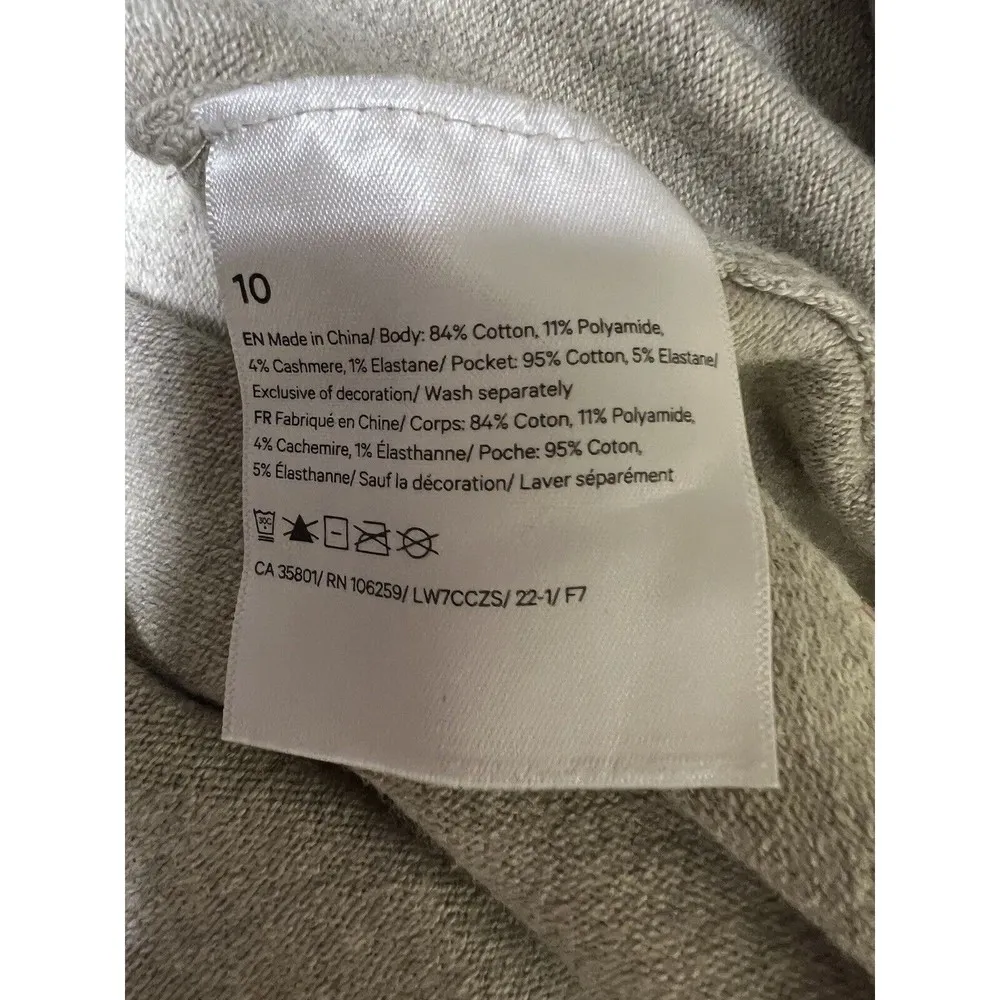 10
EN Made in China/ Body: 84% Cotton, 11% Polyamide,
4% Cashmere, 1% Elastane/ Pocket: 95% Cotton, 5% Elastane/
Exclusive of decoration/ Wash separately
FR Fabriqué en Chine/ Corps: 84% Coton, 11% Polyamide,
4% Cachemire, 1% Élasthanne/ Poche: 95% Coton,
5% Élasthanne/ Sauf la décoration/ Laver séparément
30C
CA 35801/ RN 106259/ LW7CCZS/ 22-1/ F7